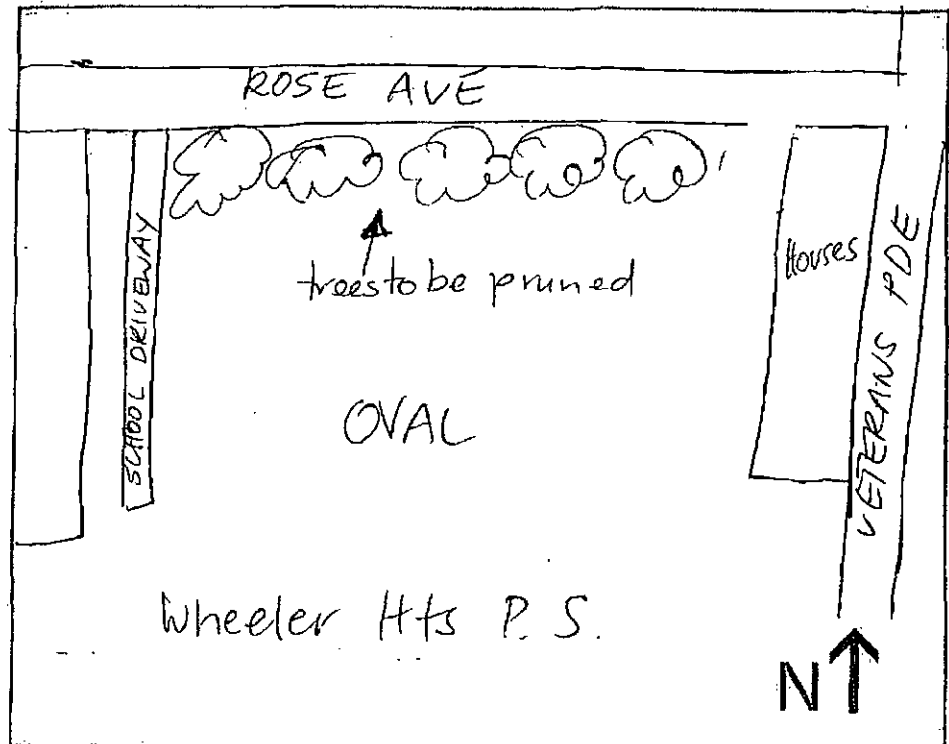 ROSE AVE
SCHOOL DRIVEWAY
trees to be pruned
Houses
VETERANS PDE
OVAL
Wheeler Hts P.S.
N